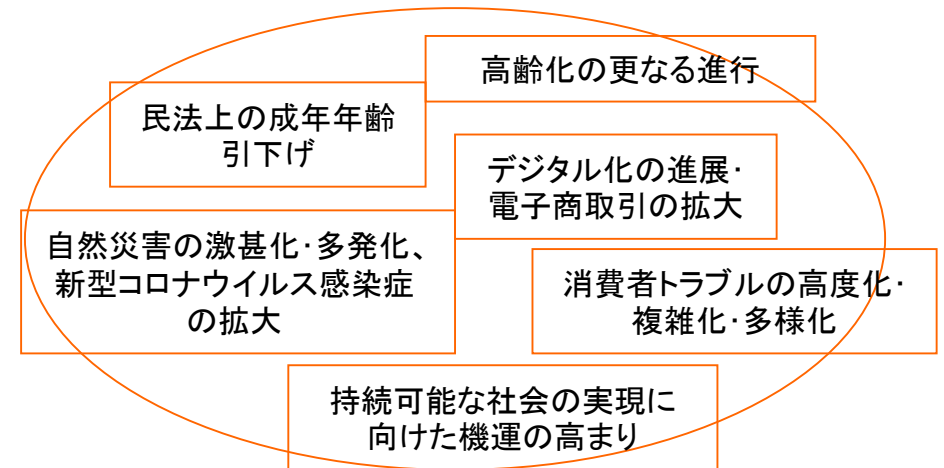 高齢化の更なる進行
民法上の成年年齢
引下げ
デジタル化の進展･
電子商取引の拡大
自然災害の激甚化･多発化、
新型コロナウイルス感染症
の拡大
消費者トラブルの高度化･
複雑化･多様化
持続可能な社会の実現に
向けた機運の高まり